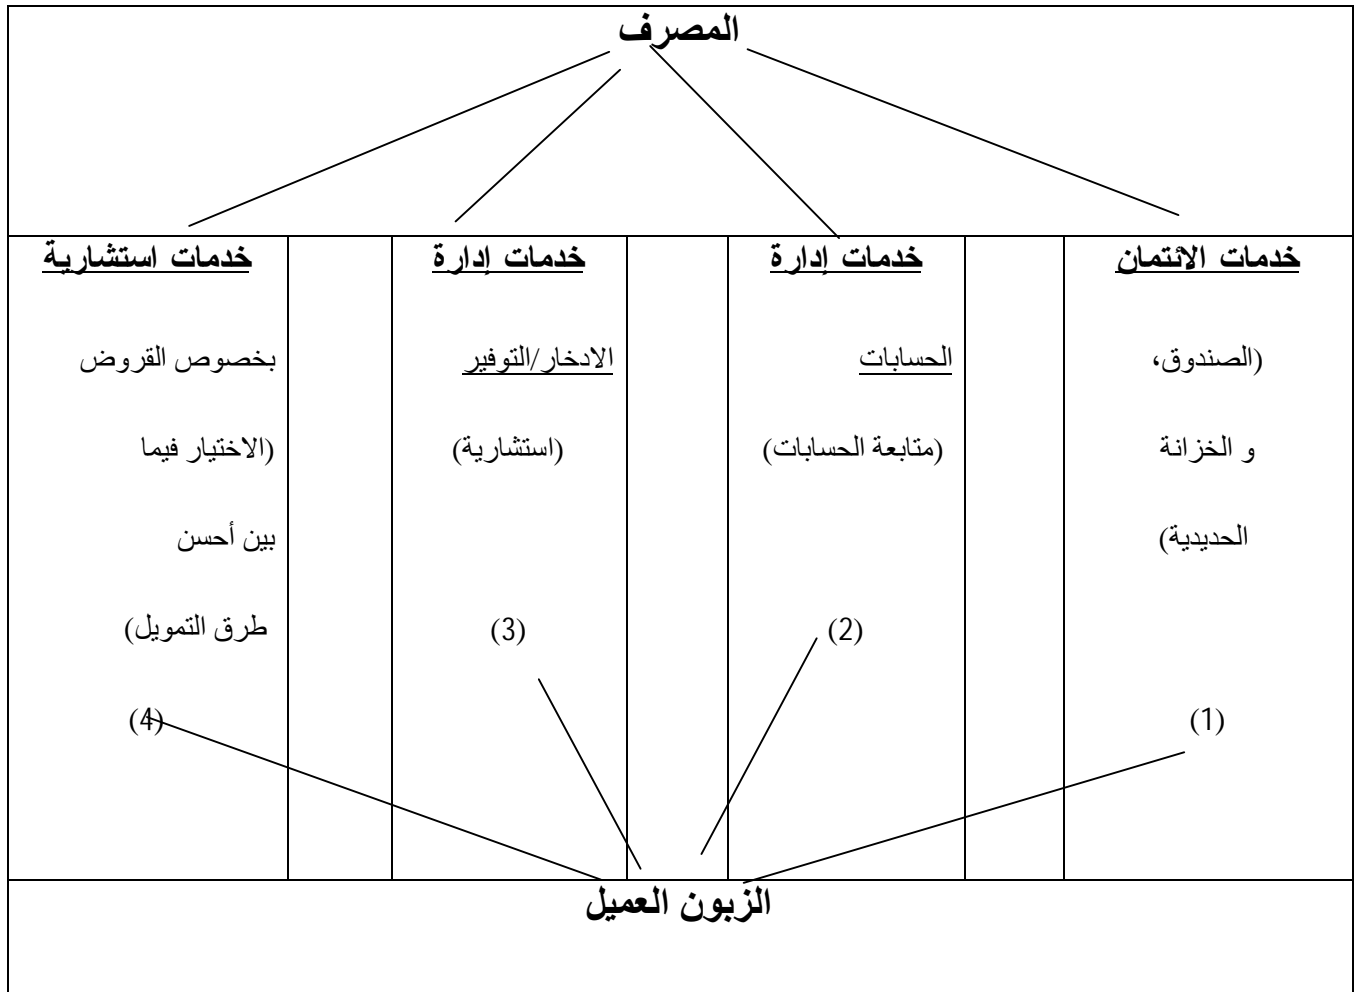 المصرف
خدمات الائتمان
(الصندوق،
و الخزانة
الحديدية)
(1)
خدمات إدارة
الحسابات
(متابعة الحسابات)
(2)
خدمات إدارة
الادخار/التوفير
(استشارية)
(3)
خدمات استشارية
بخصوص القروض
(الاختيار فيما
بين أحسن
طرق التمويل)
(4)
الزبون العميل